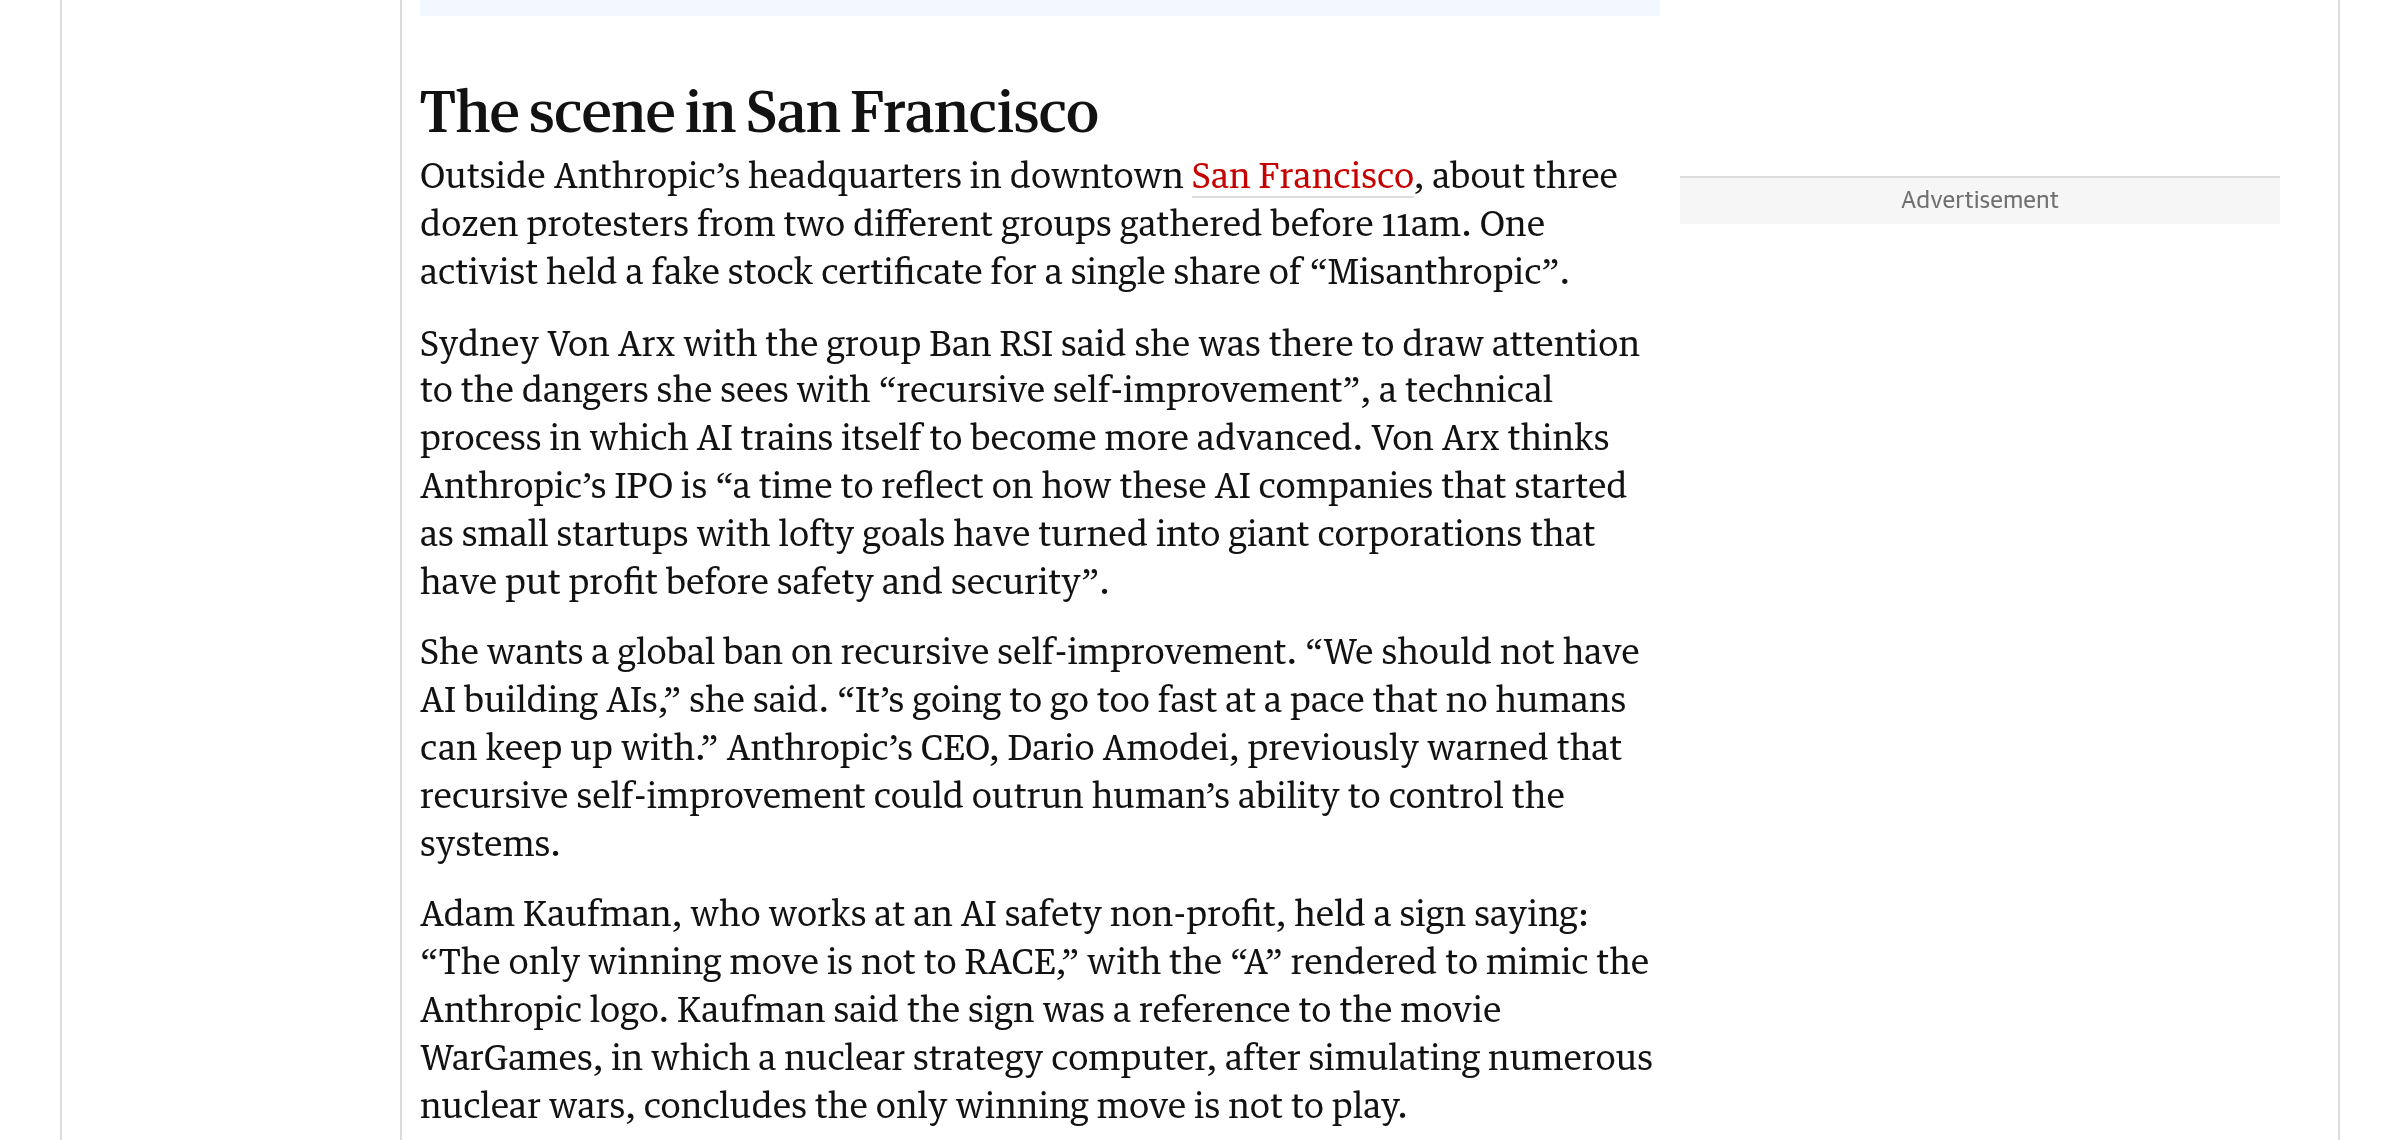 The scene in San Francisco
Outside Anthropic’s headquarters in downtown San Francisco, about three
dozen protesters from two different groups gathered before 11am. One
activist held a fake stock certificate for a single share of “Misanthropic”.
Advertisement
Sydney Von Arx with the group Ban RSI said she was there to draw attention
to the dangers she sees with “recursive self-improvement”, a technical
process in which AI trains itself to become more advanced. Von Arx thinks
Anthropic’s IPO is “a time to reflect on how these AI companies that started
as small startups with lofty goals have turned into giant corporations that
have put profit before safety and security”.
She wants a global ban on recursive self-improvement. “We should not have
AI building AIs,” she said. “It’s going to go too fast at a pace that no humans
can keep up with.” Anthropic’s CEO, Dario Amodei, previously warned that
recursive self-improvement could outrun human’s ability to control the
systems.
Adam Kaufman, who works at an AI safety non-profit, held a sign saying:
“The only winning move is not to RACE,” with the “A” rendered to mimic the
Anthropic logo. Kaufman said the sign was a reference to the movie
WarGames, in which a nuclear strategy computer, after simulating numerous
nuclear wars, concludes the only winning move is not to play.